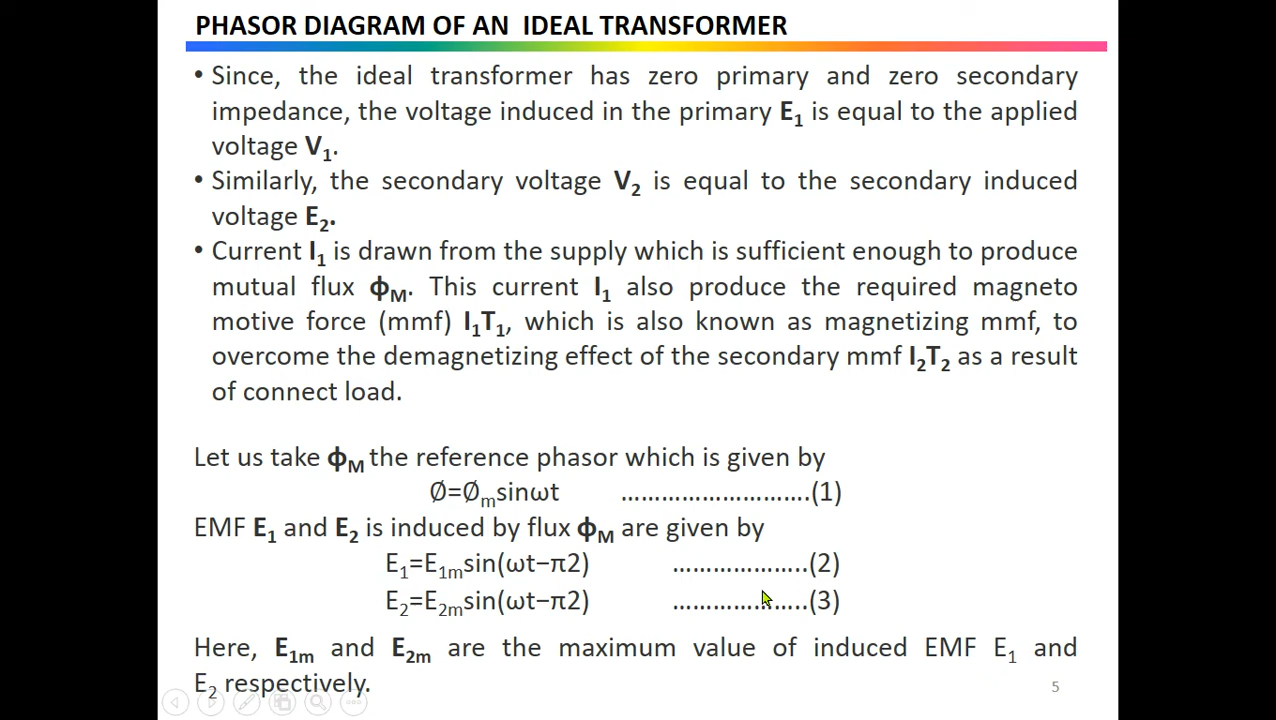 PHASOR DIAGRAM OF AN IDEAL TRANSFORMER
• Since, the ideal transformer has zero primary and zero secondary
impedance, the voltage induced in the primary E₁ is equal to the applied
voltage V₁.
• Similarly, the secondary voltage V₂ is equal to the secondary induced
voltage E₂.
• Current I₁ is drawn from the supply which is sufficient enough to produce
mutual flux ϕM. This current I₁ also produce the required magneto
motive force (mmf) I₁T₁, which is also known as magnetizing mmf, to
overcome the demagnetizing effect of the secondary mmf I₂T₂ as a result
of connect load.
Let us take ϕM the reference phasor which is given by
Ø=Ømsinωt ……………………….(1)
EMF E₁ and E₂ is induced by flux ϕM are given by
E₁=E1msin(ωt−π2) ………………..(2)
E₂=E2msin(ωt−π2) ………………..(3)
Here, E1m and E2m are the maximum value of induced EMF E₁ and
E₂ respectively.
5